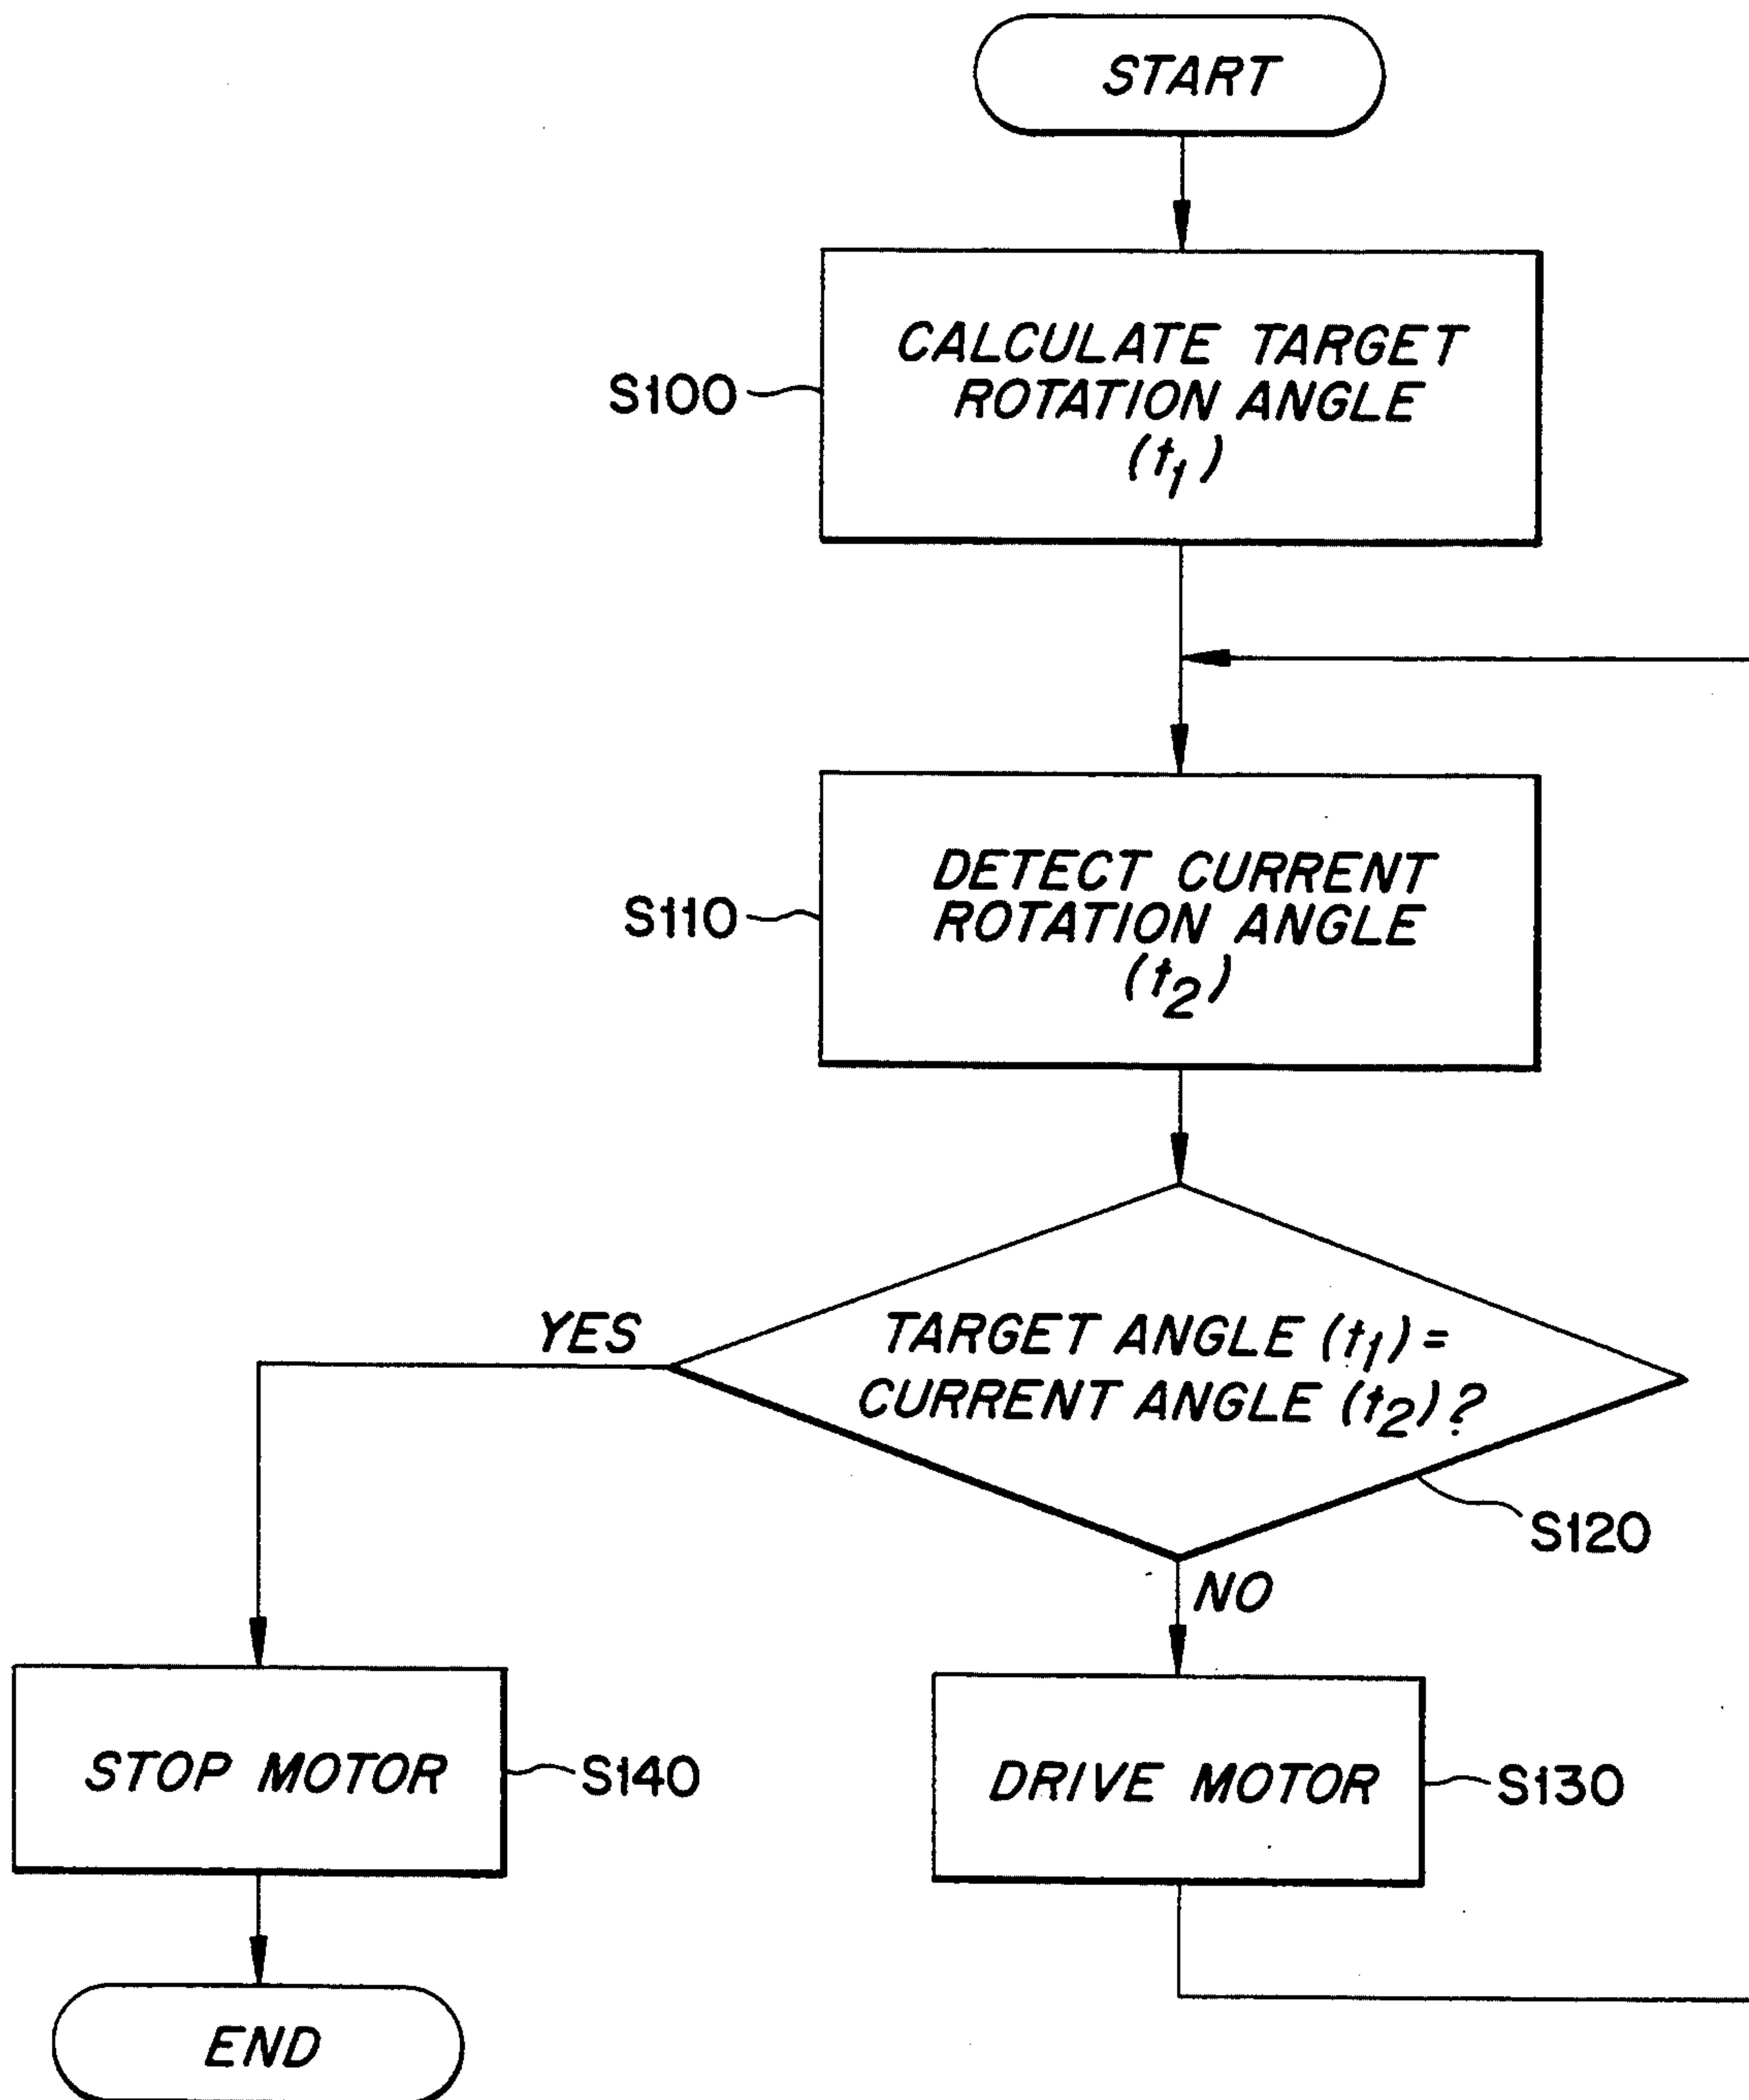 START
CALCULATE TARGET
ROTATION ANGLE
(t₁)
S100
DETECT CURRENT
ROTATION ANGLE
(t₂)
S110
YES
TARGET ANGLE (t₁) =
CURRENT ANGLE (t₂)?
S120
NO
STOP MOTOR
S140
DRIVE MOTOR
S130
END